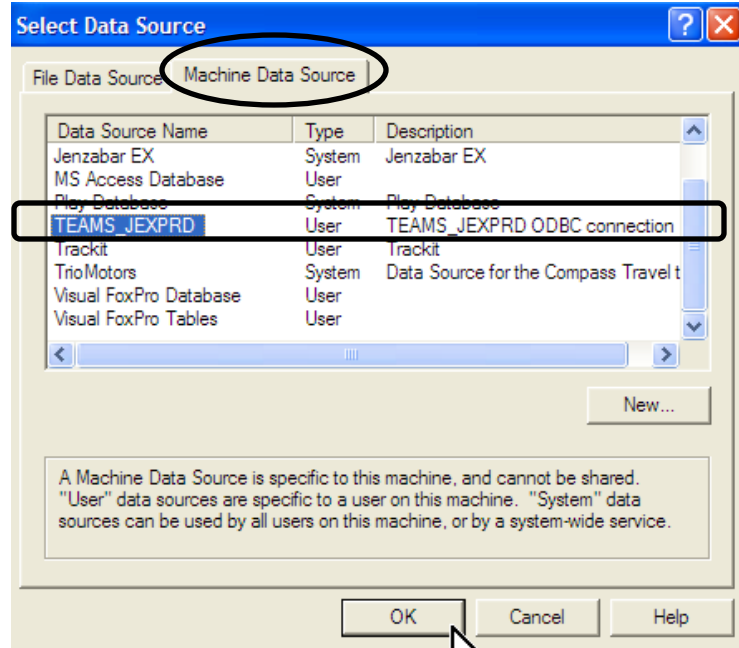 Select Data Source
File Data Source Machine Data Source
Data Source Name Type Description
Jenzabar EX System Jenzabar EX
MS Access Database User
Play Database System Play Database
TEAMS_JEXPRD User TEAMS_JEXPRD ODBC connection
Trackit User Trackit
TrioMotors System Data Source for the Compass Travel t
Visual FoxPro Database User
Visual FoxPro Tables User
New...
A Machine Data Source is specific to this machine, and cannot be shared.
"User" data sources are specific to a user on this machine. "System" data
sources can be used by all users on this machine, or by a system-wide service.
OK Cancel Help